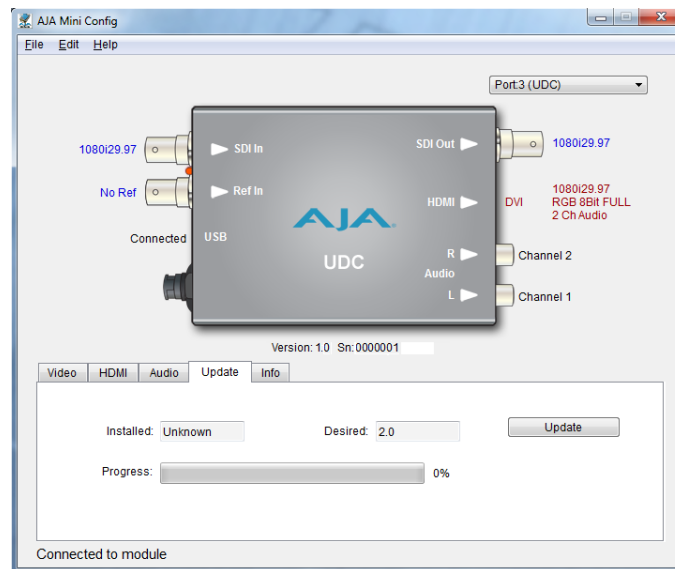 AJA Mini Config
File Edit Help
Port:3 (UDC)
1080i29.97
SDI In
SDI Out
1080i29.97
No Ref
Ref In
HDMI
DVI
1080i29.97
RGB 8Bit FULL
2 Ch Audio
Connected
USB
AJA
UDC
R
Audio
L
Channel 2
Channel 1
Version: 1.0 Sn:0000001
Video HDMI Audio Update Info
Installed: Unknown Desired: 2.0 Update
Progress: 0%
Connected to module